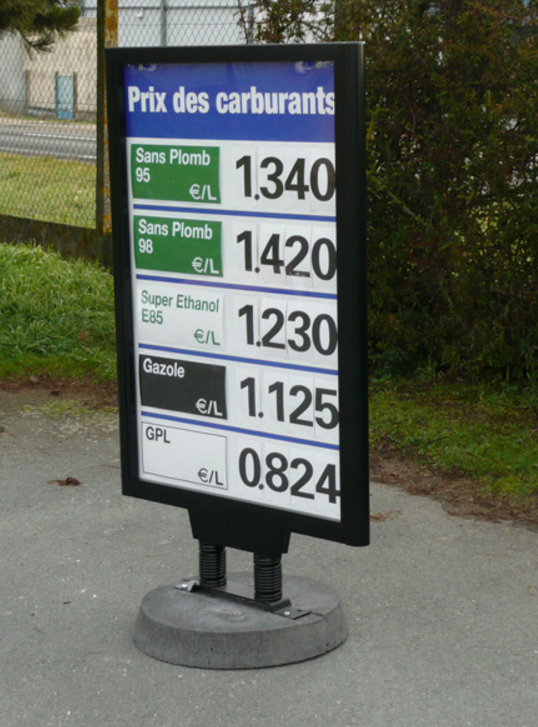 Prix des carburants
Sans Plomb
95
€/L
1.340
Sans Plomb
98
€/L
1.420
Super Ethanol
E85
€/L
1.230
Gazole
€/L
1.125
GPL
€/L
0.824